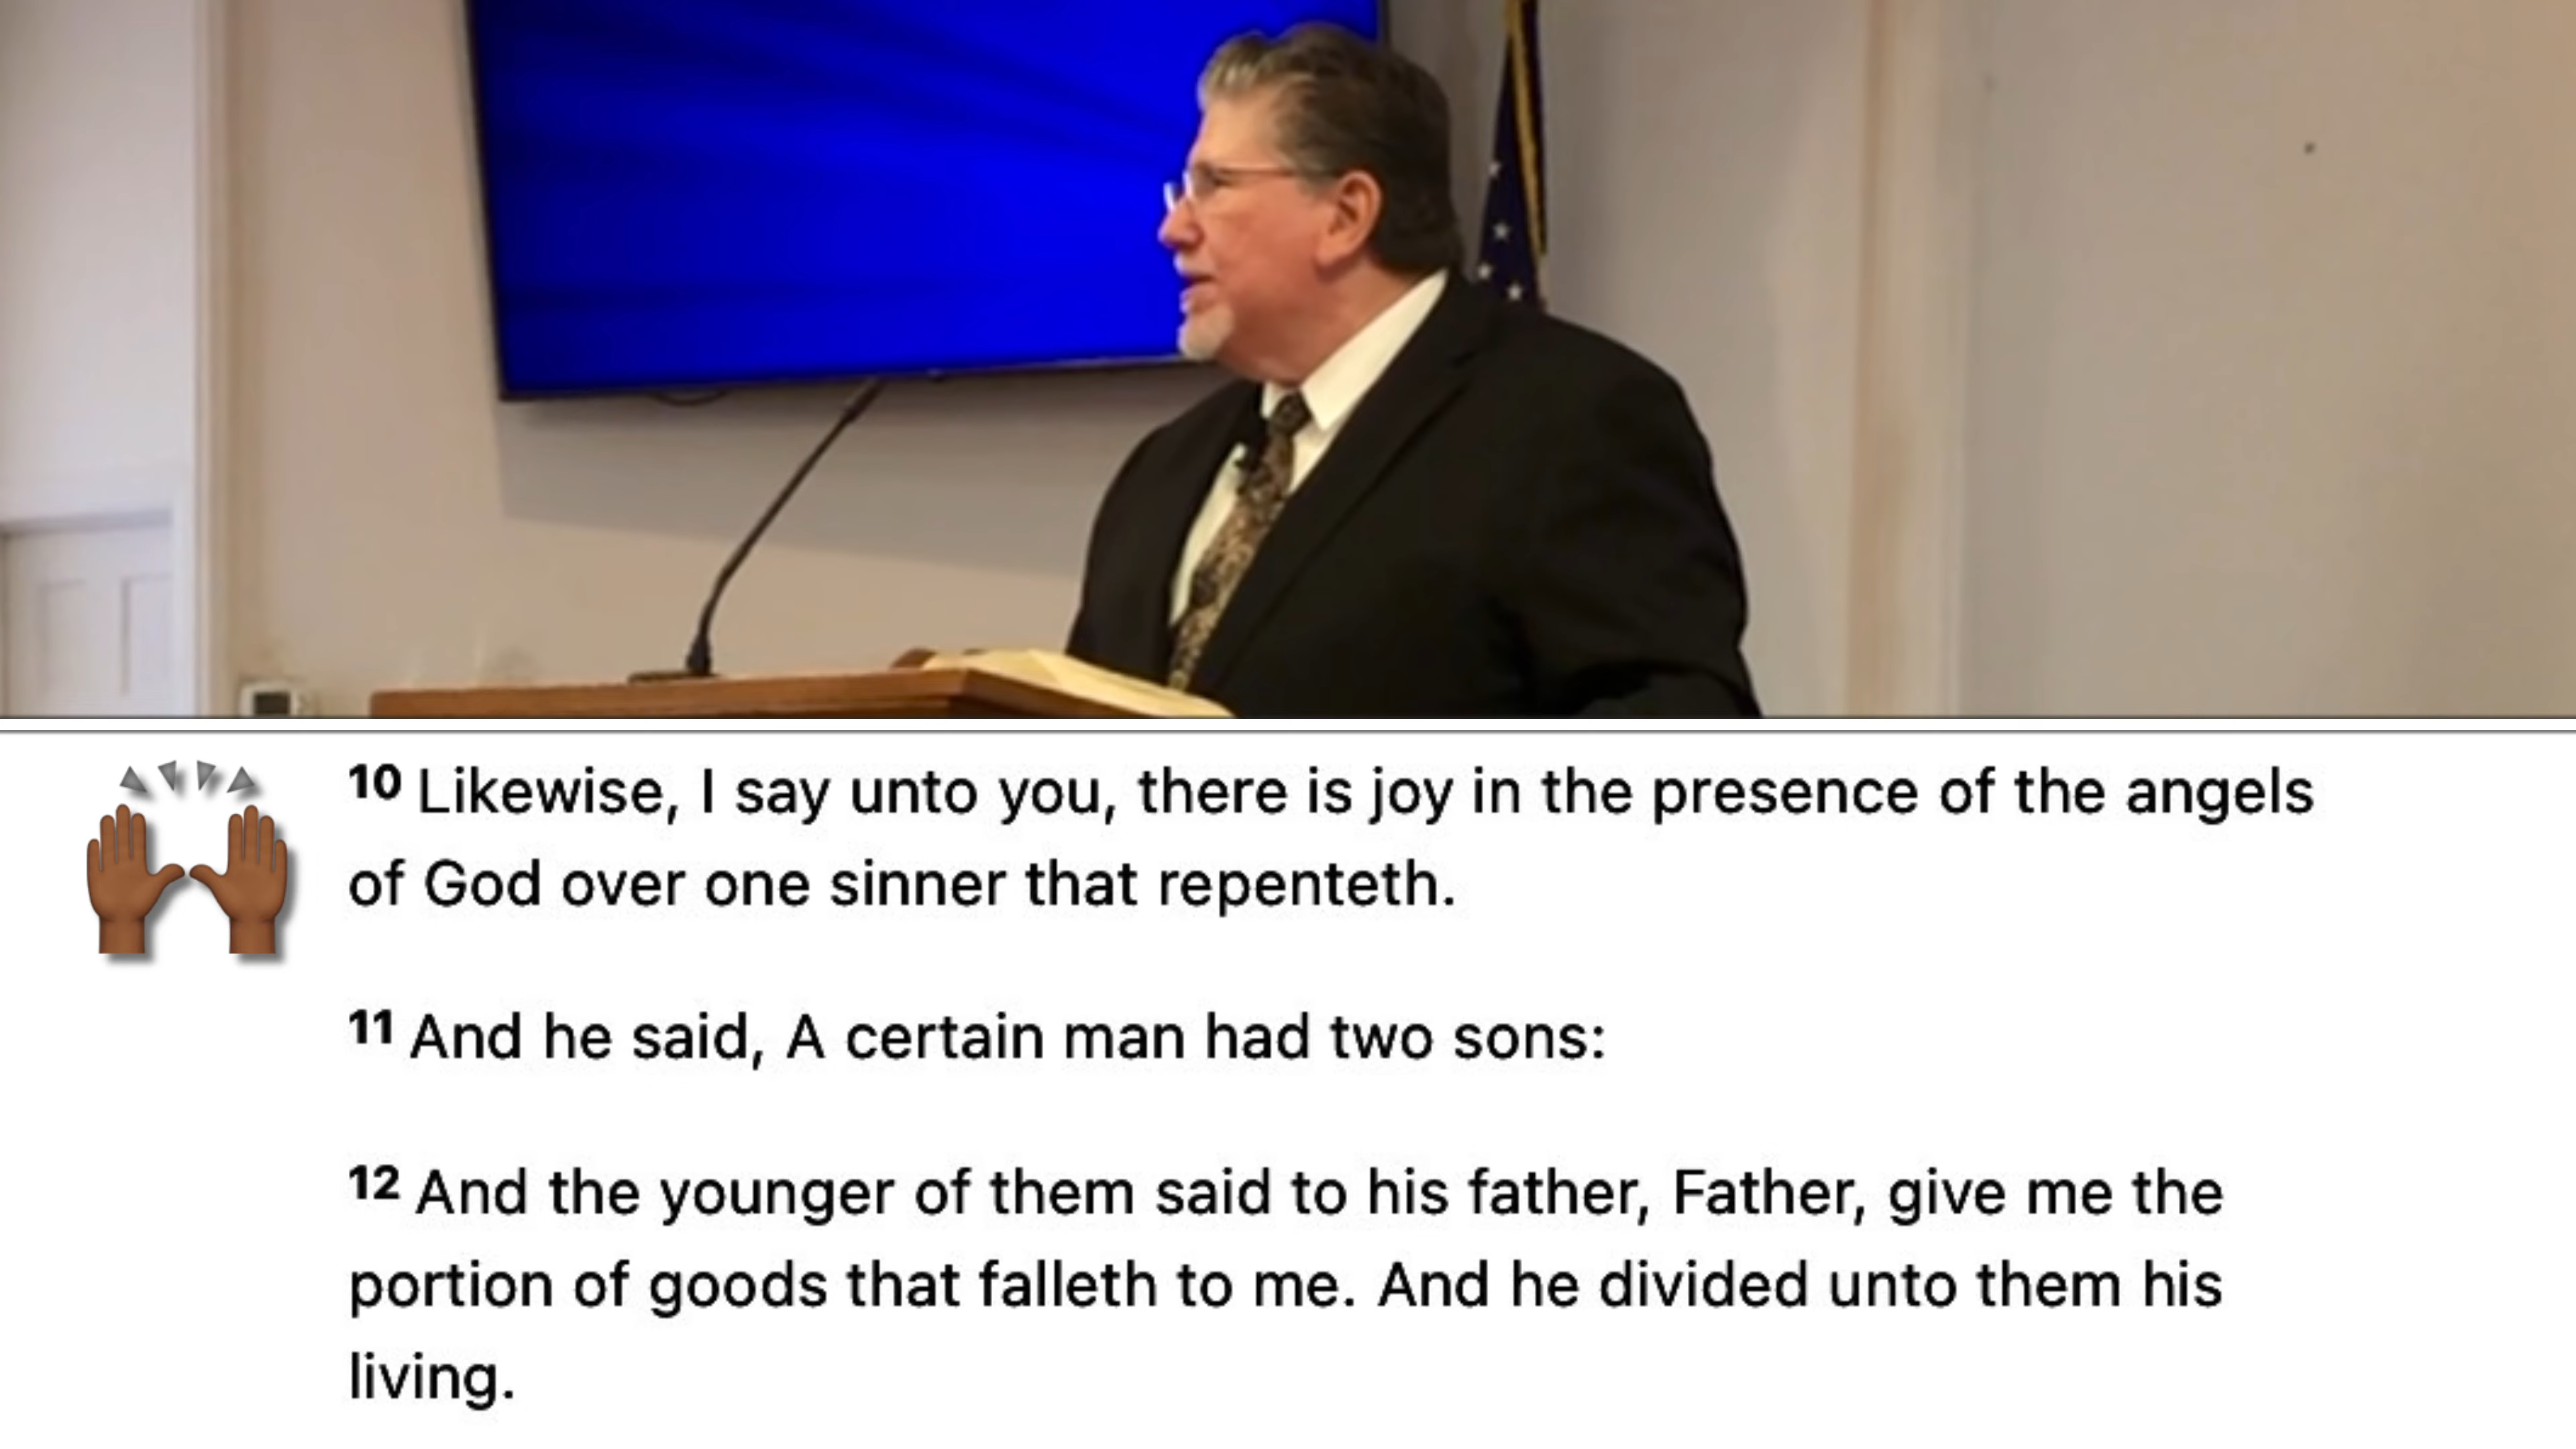 10 Likewise, I say unto you, there is joy in the presence of the angels
of God over one sinner that repenteth.
11 And he said, A certain man had two sons:
12 And the younger of them said to his father, Father, give me the
portion of goods that falleth to me. And he divided unto them his
living.